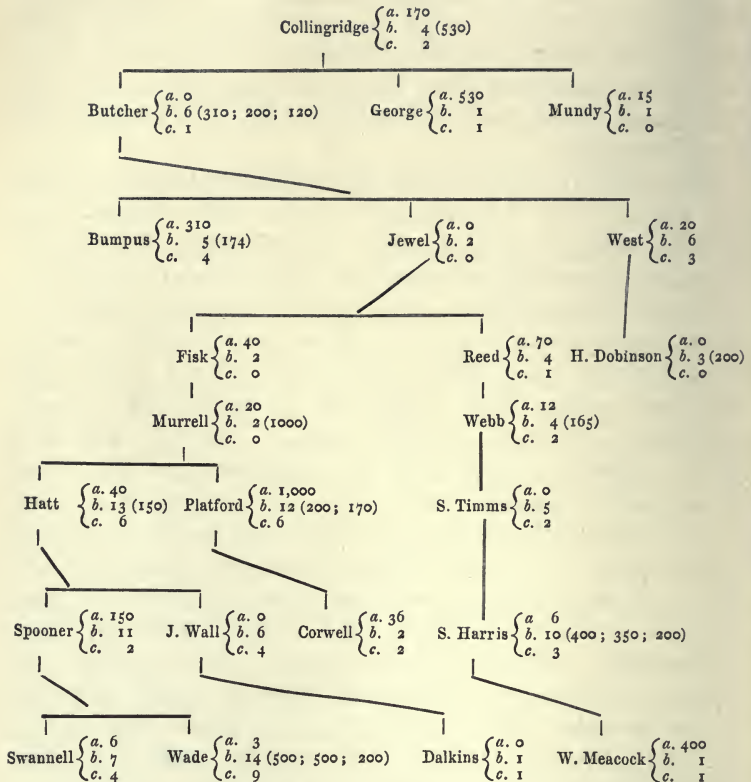 a. 170
Collingridge { b. 4 (530)
c. 2
a. 0 a. 530 a. 15
Butcher { b. 6 (310; 200; 120) George { b. 1 Mundy { b. 1
c. 1 c. 1 c. 0
a. 310 a. 0 a. 20
Bumpus { b. 5 (174) Jewel { b. 2 West { b. 6
c. 4 c. 0 c. 3
a. 40 a. 70 a. 0
Fisk { b. 2 Reed { b. 4 H. Dobinson { b. 3 (200)
c. 0 c. 1 c. 0
a. 20 a. 12
Murrell { b. 2 (1000) Webb { b. 4 (165)
c. 0 c. 2
a. 40 a. 1,000 a. 0
Hatt { b. 13 (150) Platford { b. 12 (200; 170) S. Timms { b. 5
c. 6 c. 6 c. 2
a. 150 a. 0 a. 36 a 6
Spooner { b. 11 J. Wall { b. 6 Corwell { b. 2 S. Harris { b. 10 (400; 350; 200)
c. 2 c. 4 c. 2 c. 3
a. 6 a. 3 a. 0 a. 400
Swannell { b. 7 Wade { b. 14 (500; 500; 200) Dalkins { b. 1 W. Meacock { b. 1
c. 4 c. 9 c. 1 c. 1